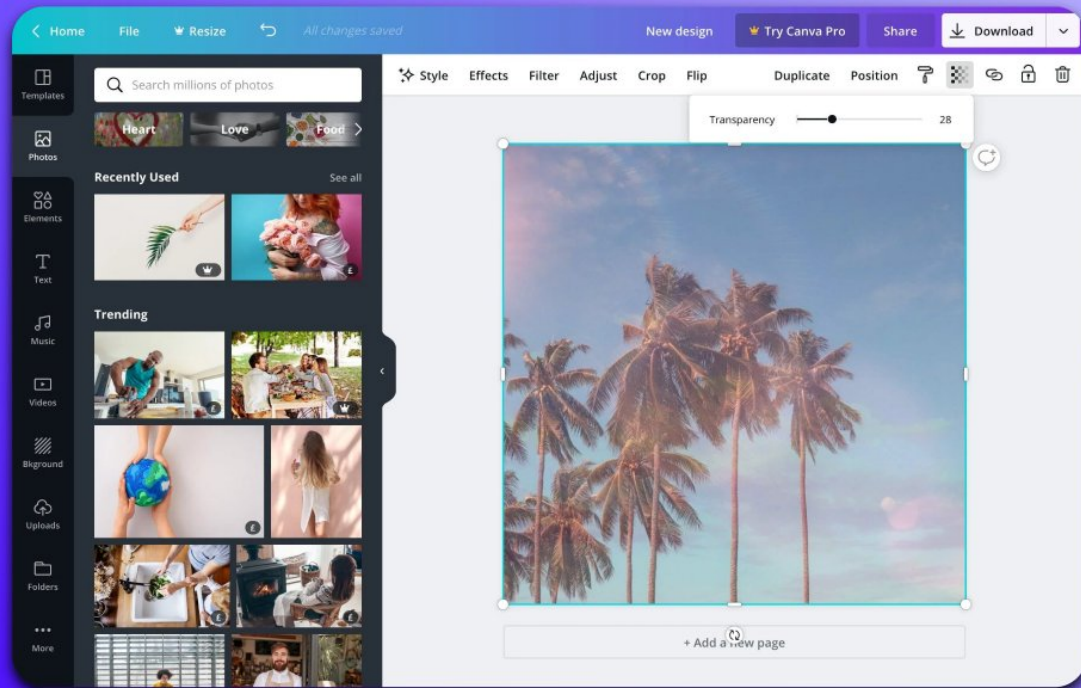 Home File Resize All changes saved New design Try Canva Pro Share Download
Style Effects Filter Adjust Crop Flip Duplicate Position
Transparency 28
Templates
Photos
Elements
Text
Music
Videos
Bkground
Uploads
Folders
More
Search millions of photos
Heart Love Food
Recently Used See all
£
Trending
£
£
£
£
+ Add a new page